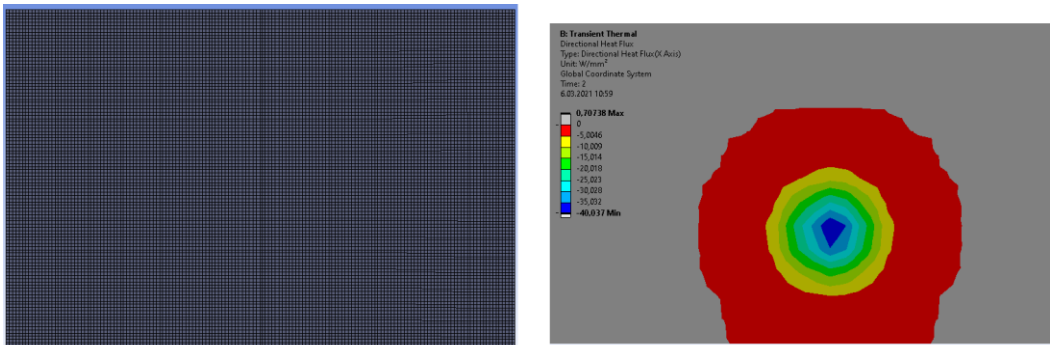 B: Transient Thermal
Directional Heat Flux
Type: Directional Heat Flux(X Axis)
Unit: W/mm²
Global Coordinate System
Time: 2
6.03.2021 10:59
0,70738 Max
0
-5,0046
-10,009
-15,014
-20,018
-25,023
-30,028
-35,032
-40,037 Min